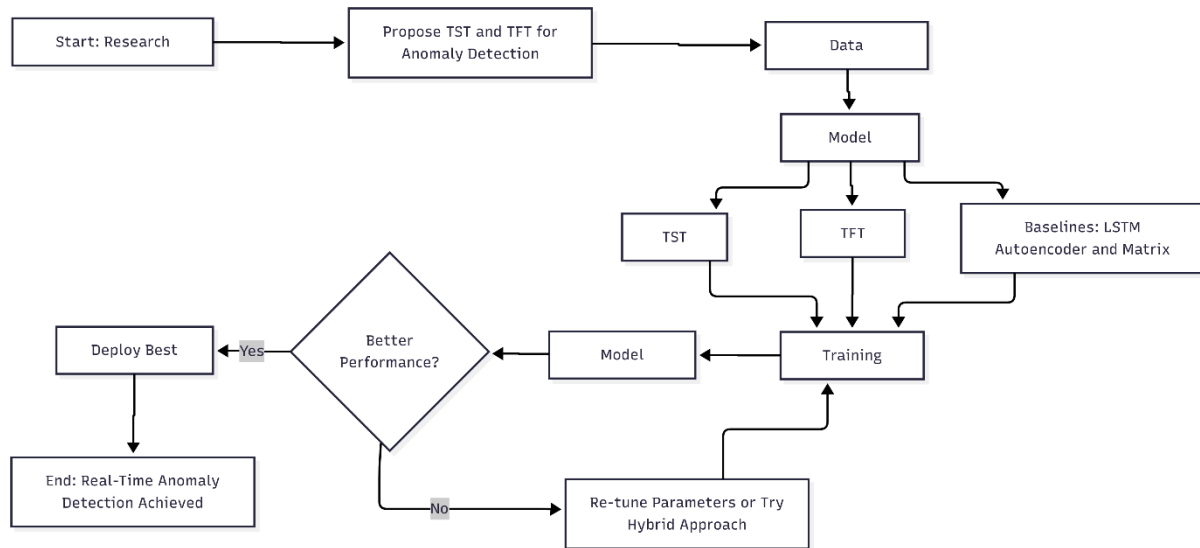 Start: Research
Propose TST and TFT for
Anomaly Detection
Data
Model
TST
TFT
Baselines: LSTM
Autoencoder and Matrix
Training
Model
Better
Performance?
Yes
Deploy Best
End: Real-Time Anomaly
Detection Achieved
No
Re-tune Parameters or Try
Hybrid Approach